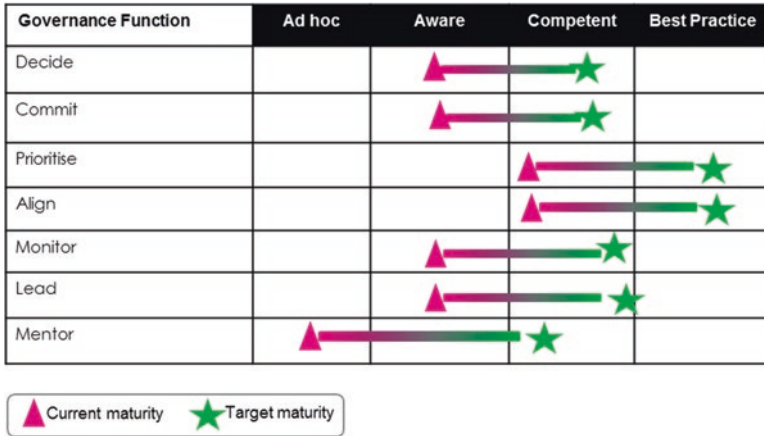 Governance Function Ad hoc Aware Competent Best Practice
Decide
Commit
Prioritise
Align
Monitor
Lead
Mentor
Current maturity Target maturity